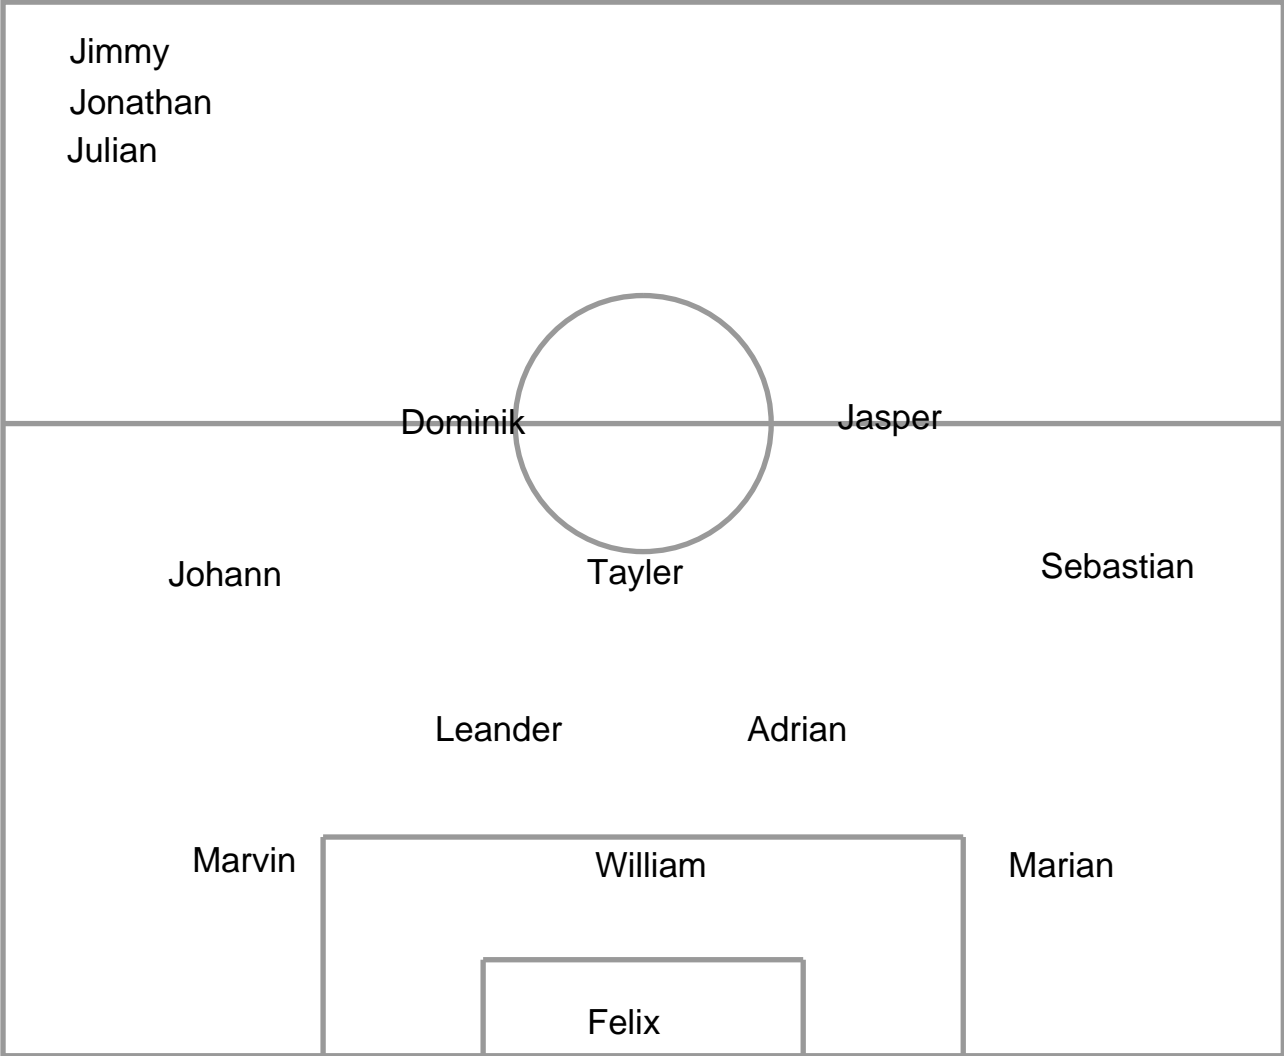 Jimmy
Jonathan
Julian
Dominik
Jasper
Johann
Tayler
Sebastian
Leander
Adrian
Marvin
William
Marian
Felix